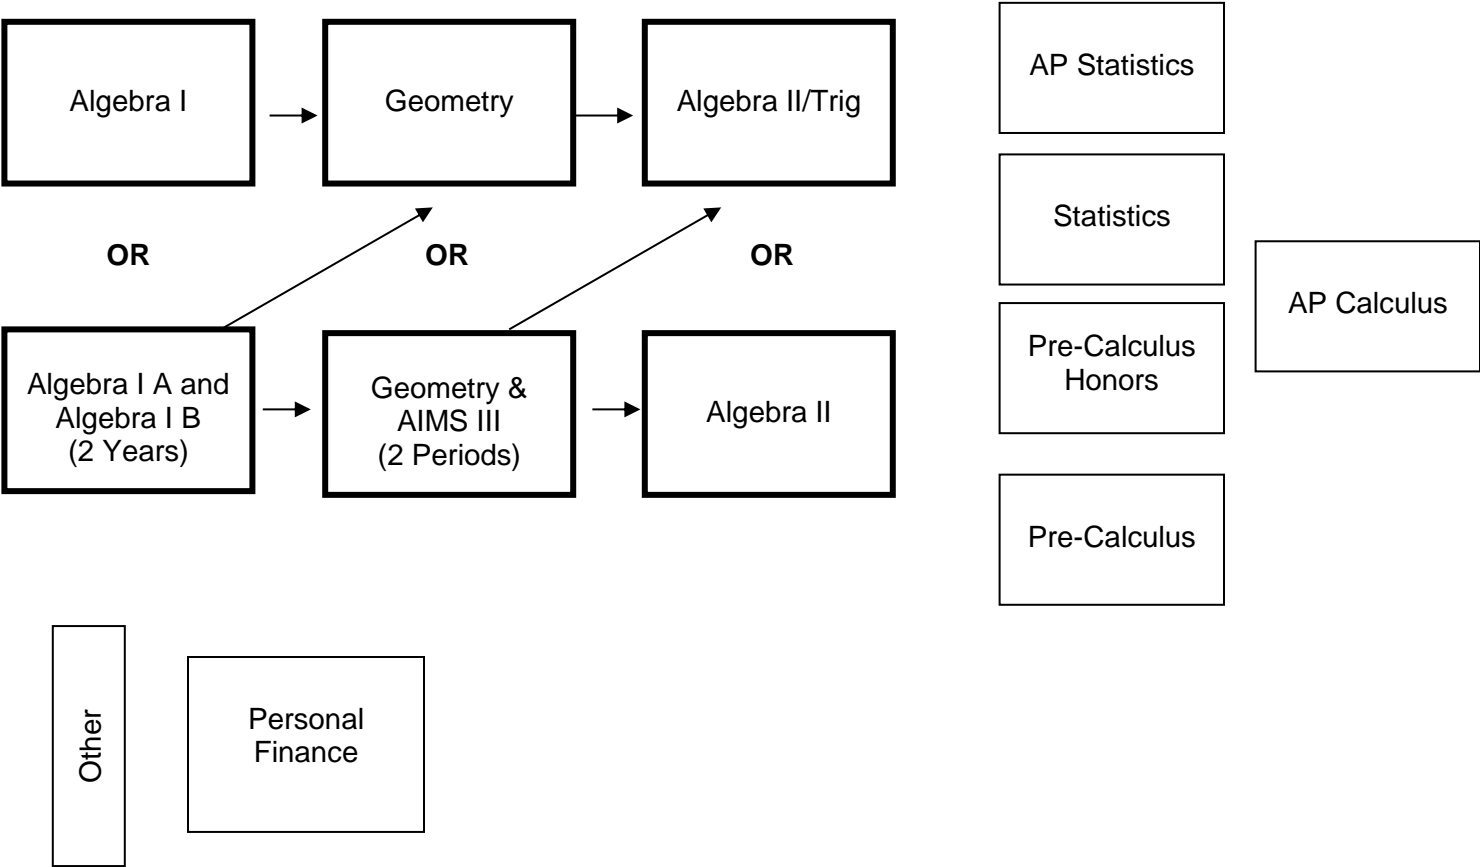 Algebra I
Geometry
Algebra II/Trig
AP Statistics
Statistics
OR
OR
OR
AP Calculus
Pre-Calculus
Honors
Algebra I A and
Algebra I B
(2 Years)
Geometry &
AIMS III
(2 Periods)
Algebra II
Pre-Calculus
Other
Personal
Finance